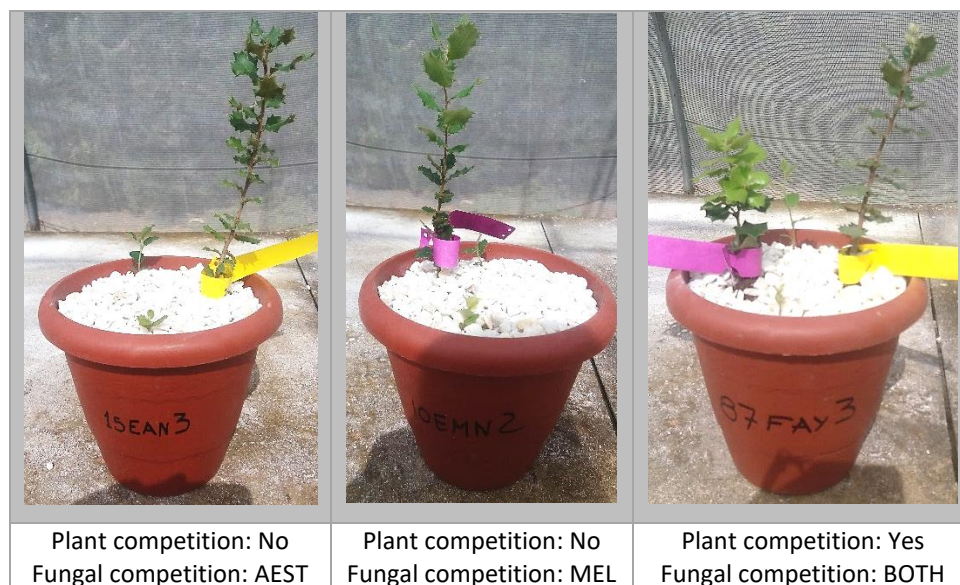 15EAN3
10EMN2
87FAY3
Plant competition: No
Fungal competition: AEST
Plant competition: No
Fungal competition: MEL
Plant competition: Yes
Fungal competition: BOTH